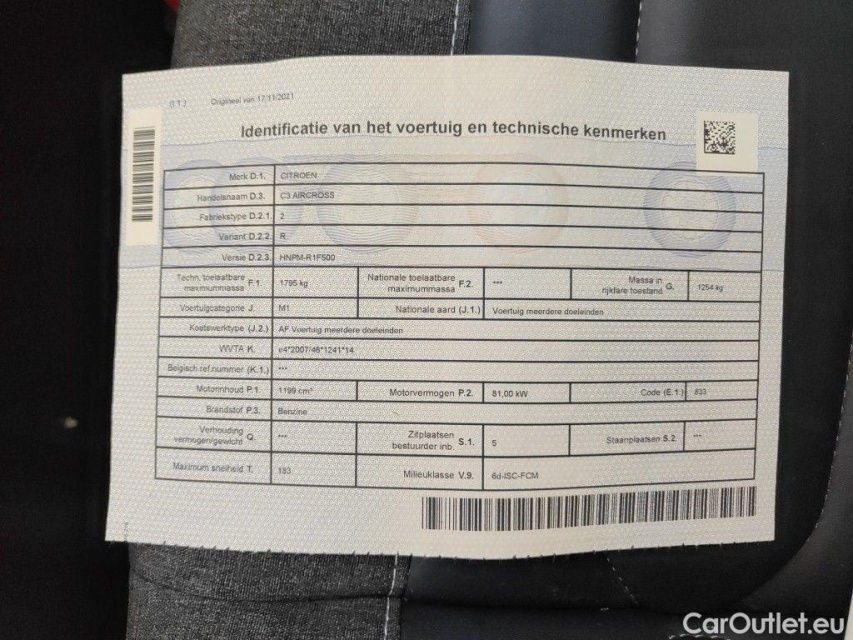 (I.T.) Origineel van 17/11/2021
Identificatie van het voertuig en technische kenmerken
Merk D.1. CITROEN
Handelsnaam D.3. C3 AIRCROSS
Fabriekstype D.2.1. 2
Variant D.2.2. R
Versie D.2.3. HNPM-R1F500
Techn. toelaatbare maximummassa F.1. 1795 kg Nationale toelaatbare maximummassa F.2. --- Massa in rijklare toestand G. 1254 kg
Voertuigcategorie J. M1 Nationale aard (J.1.) Voertuig meerdere doeleinden
Koetswerktype (J.2.) AF Voertuig meerdere doeleinden
WVTA K. e4*2007/46*1241*14
Belgisch ref.nummer (K.1.) ---
Motorinhoud P.1. 1199 cm³ Motorvermogen P.2. 81,00 kW Code (E.1.) 833
Brandstof P.3. Benzine
Verhouding vermogen/gewicht Q. --- Zitplaatsen bestuurder inb. S.1. 5 Staanplaatsen S.2. ---
Maximum snelheid T. 183 Milieuklasse V.9. 6d-ISC-FCM
CarOutlet.eu